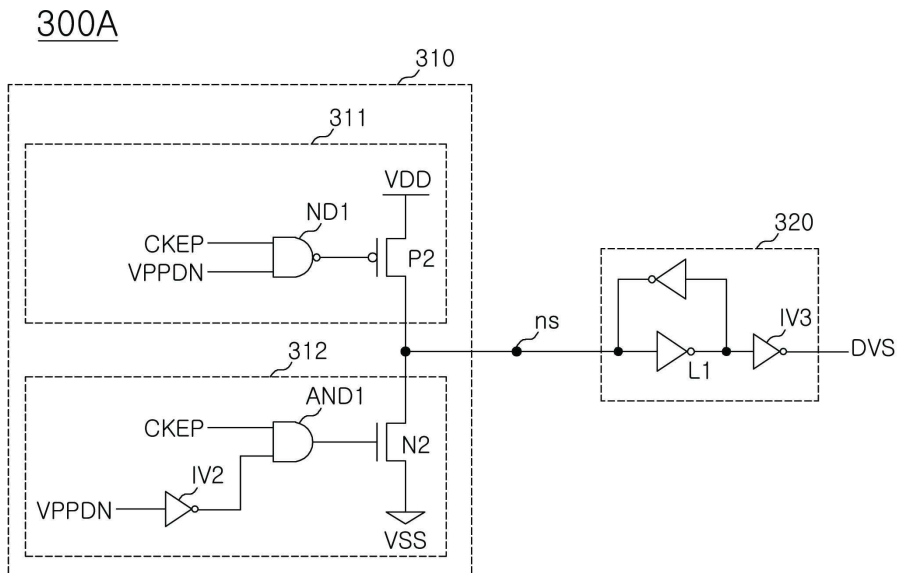 300A
310
311
VDD
ND1
CKEP
VPPDN
P2
320
ns
IV3
L1
DVS
312
AND1
CKEP
N2
IV2
VPPDN
VSS